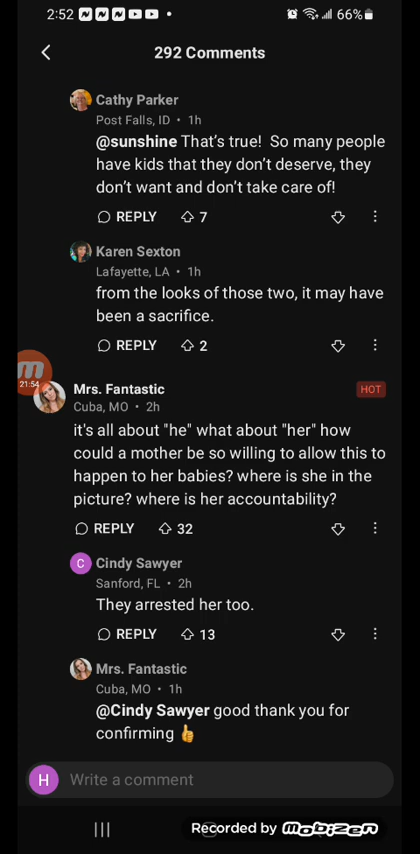 2:52 66%
292 Comments
Cathy Parker
Post Falls, ID • 1h
@sunshine That’s true! So many people
have kids that they don’t deserve, they
don’t want and don’t take care of!
REPLY 7
Karen Sexton
Lafayette, LA • 1h
from the looks of those two, it may have
been a sacrifice.
REPLY 2
m
21:54
Mrs. Fantastic HOT
Cuba, MO • 2h
it's all about "he" what about "her" how
could a mother be so willing to allow this to
happen to her babies? where is she in the
picture? where is her accountability?
REPLY 32
C Cindy Sawyer
Sanford, FL • 2h
They arrested her too.
REPLY 13
Mrs. Fantastic
Cuba, MO • 1h
@Cindy Sawyer good thank you for
confirming 👍
H Write a comment
Recorded by mobizen